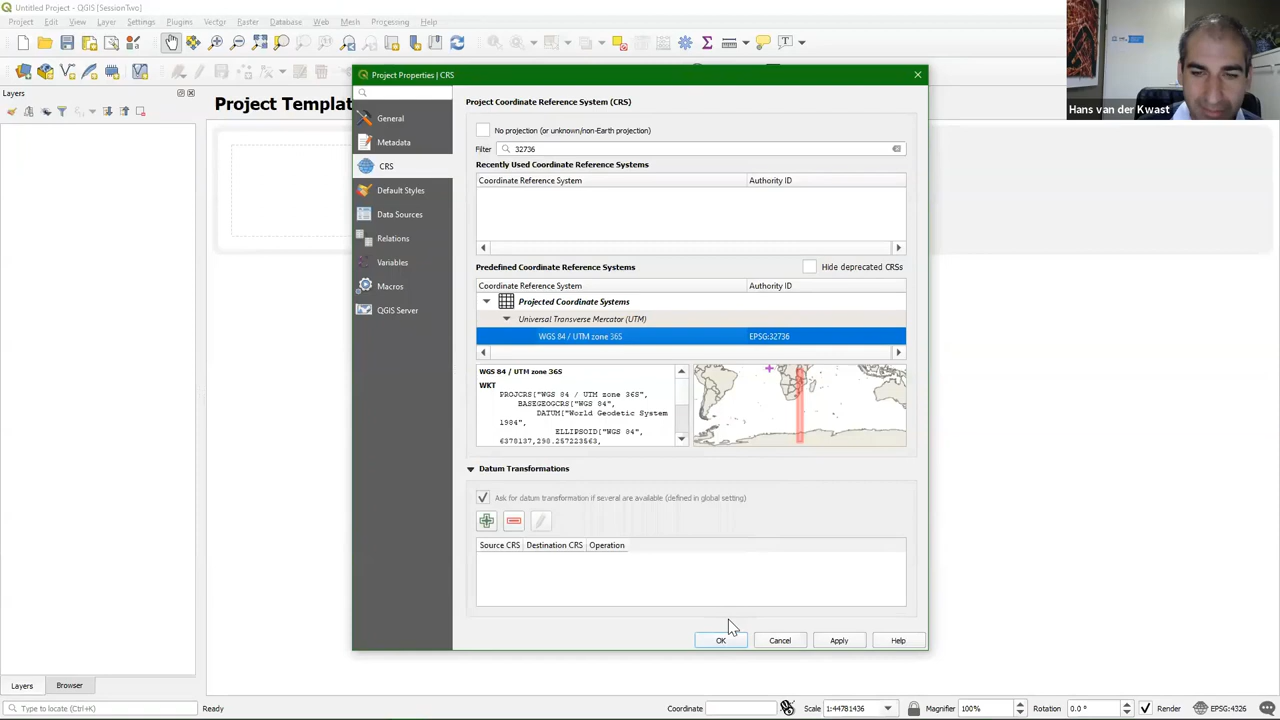 Untitled Project - QGIS [SessionTwo]
Project Edit View Layer Settings Plugins Vector Raster Database Web Mesh Processing Help
Layers
Project Templat
Project Properties | CRS
General
Metadata
CRS
Default Styles
Data Sources
Relations
Variables
Macros
QGIS Server
Project Coordinate Reference System (CRS)
No projection (or unknown/non-Earth projection)
Filter 32736
Recently Used Coordinate Reference Systems
Coordinate Reference System Authority ID
Predefined Coordinate Reference Systems Hide deprecated CRSs
Coordinate Reference System Authority ID
Projected Coordinate Systems
Universal Transverse Mercator (UTM)
WGS 84 / UTM zone 36S EPSG:32736
WGS 84 / UTM zone 36S
WKT
PROJCRS["WGS 84 / UTM zone 36S",
BASEGEOGCRS["WGS 84",
DATUM["World Geodetic System
1984",
ELLIPSOID["WGS 84",
6378137,298.257223563,
Datum Transformations
Ask for datum transformation if several are available (defined in global setting)
Source CRS Destination CRS Operation
OK Cancel Apply Help
Hans van der Kwast
Layers Browser
Type to locate (Ctrl+K) Ready Coordinate Scale 1:44781436 Magnifier 100% Rotation 0.0 ° Render EPSG:4326